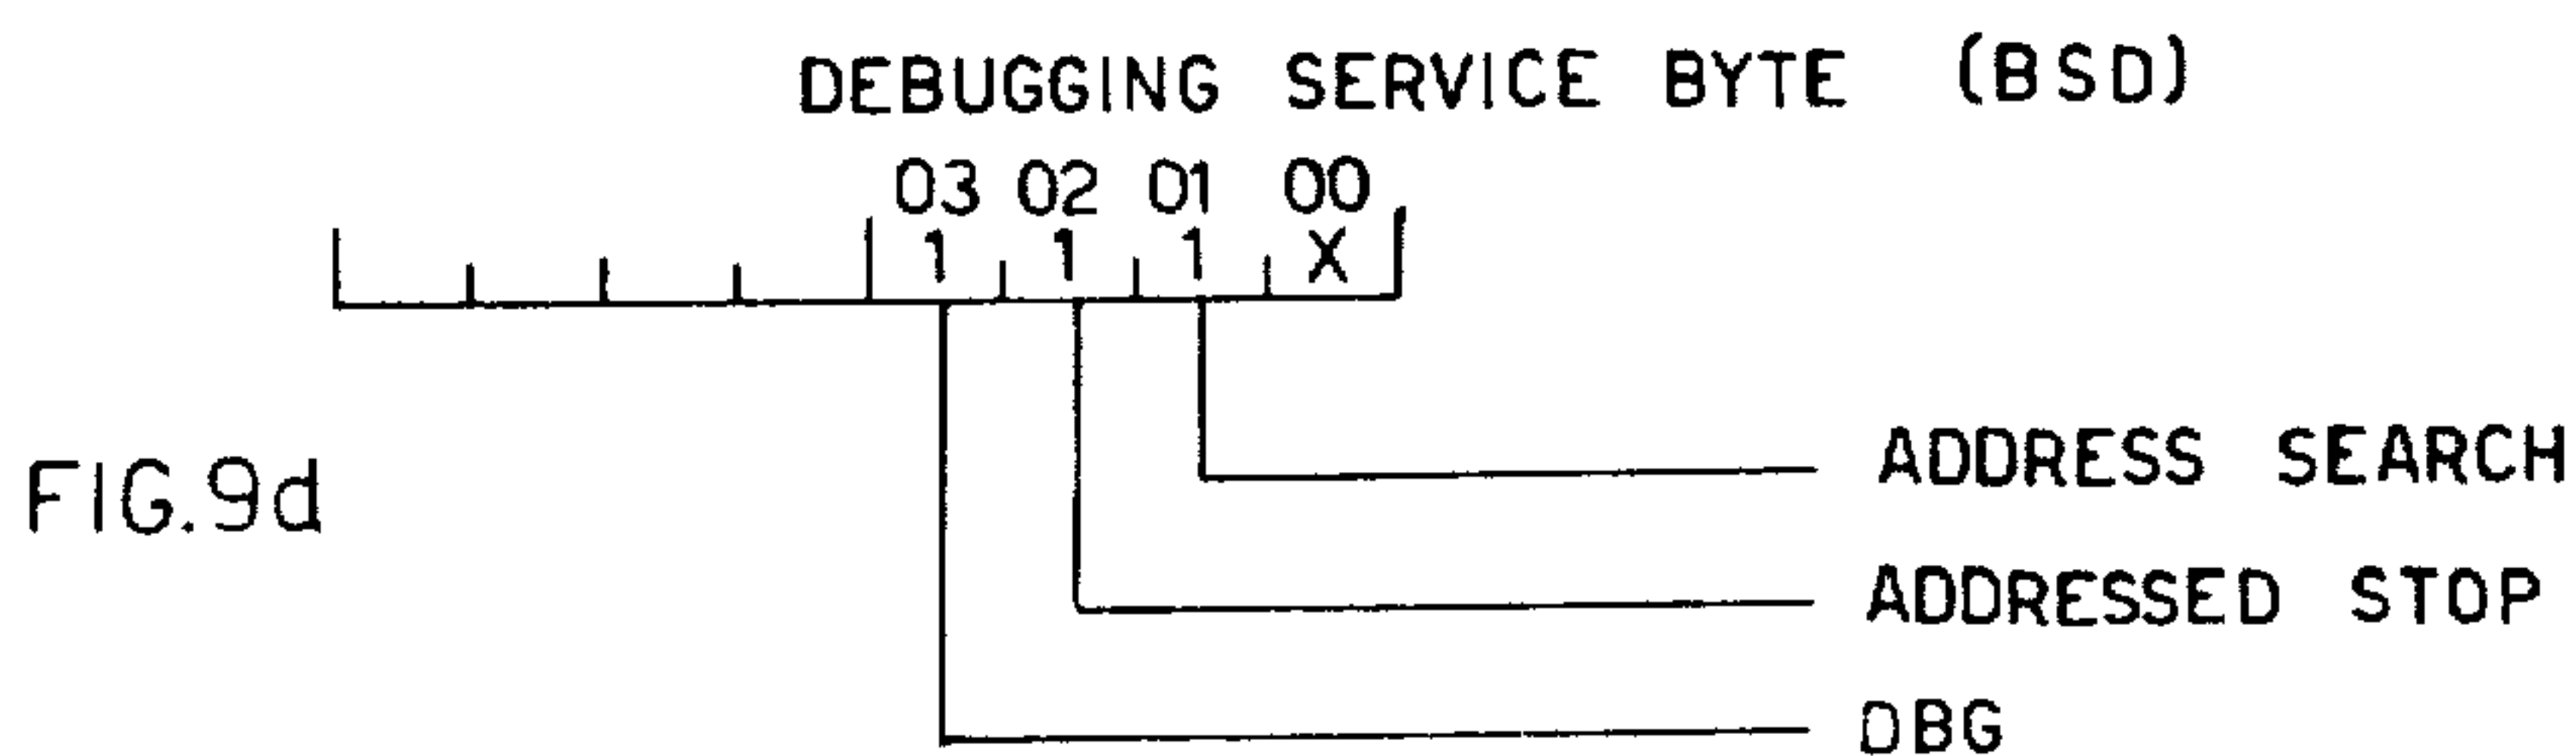 DEBUGGING SERVICE BYTE (BSD)
03 02 01 00
1 1 1 X
ADDRESS SEARCH
FIG.9d
ADDRESSED STOP
DBG